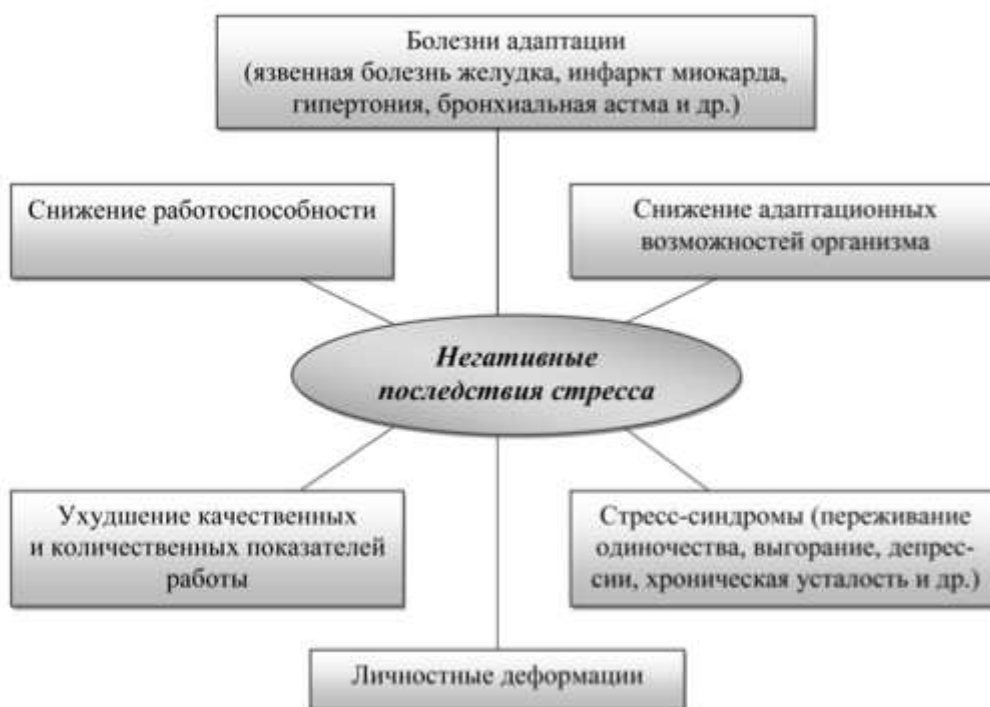 Болезни адаптации
(язвенная болезнь желудка, инфаркт миокарда,
гипертония, бронхиальная астма и др.)
Снижение работоспособности
Снижение адаптационных
возможностей организма
Негативные
последствия стресса
Ухудшение качественных
и количественных показателей
работы
Стресс-синдромы (переживание
одиночества, выгорание, депрес-
сии, хроническая усталость и др.)
Личностные деформации